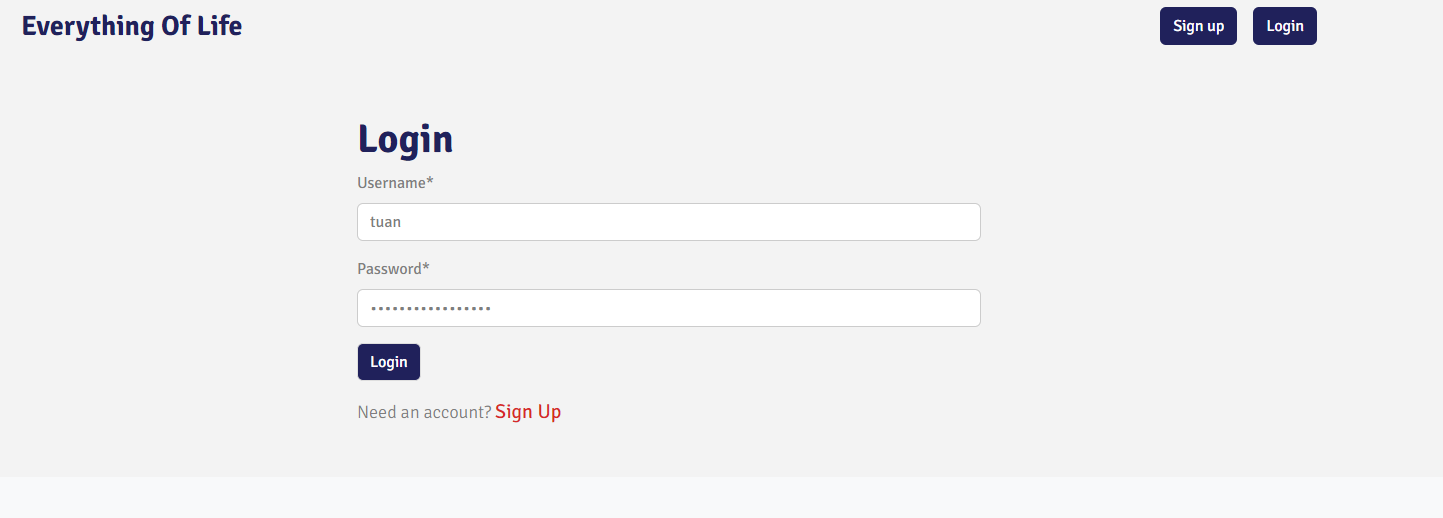 Everything Of Life
Sign up
Login
Login
Username*
tuan
Password*
•••••••••••••••••
Login
Need an account? Sign Up